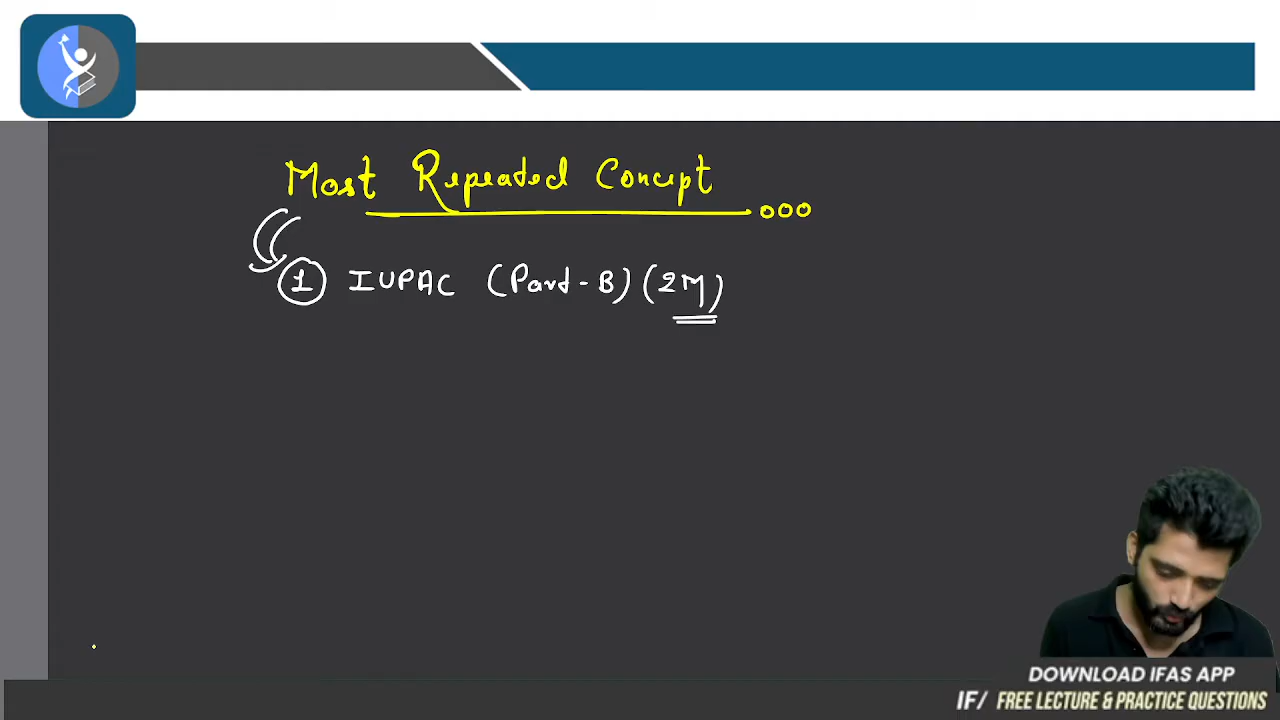 Most Repeated Concept
1 IUPAC (Part-B) (2M)
DOWNLOAD IFAS APP
IF/ FREE LECTURE & PRACTICE QUESTIONS